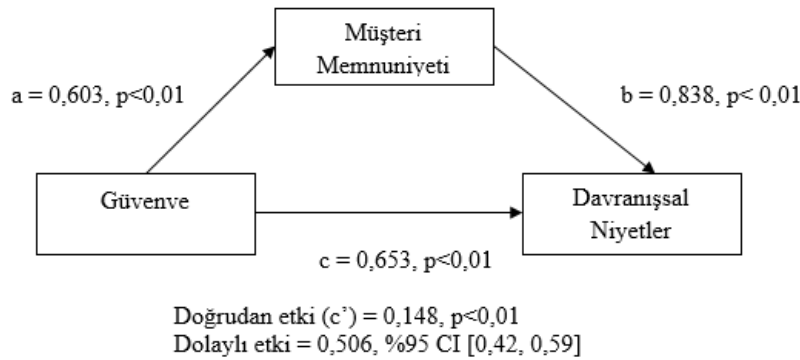 Müşteri
Memnuniyeti
a = 0,603, p<0,01
b = 0,838, p< 0,01
Güvenve
Davranışsal
Niyetler
c = 0,653, p<0,01
Doğrudan etki (c’) = 0,148, p<0,01
Dolaylı etki = 0,506, %95 CI [0,42, 0,59]